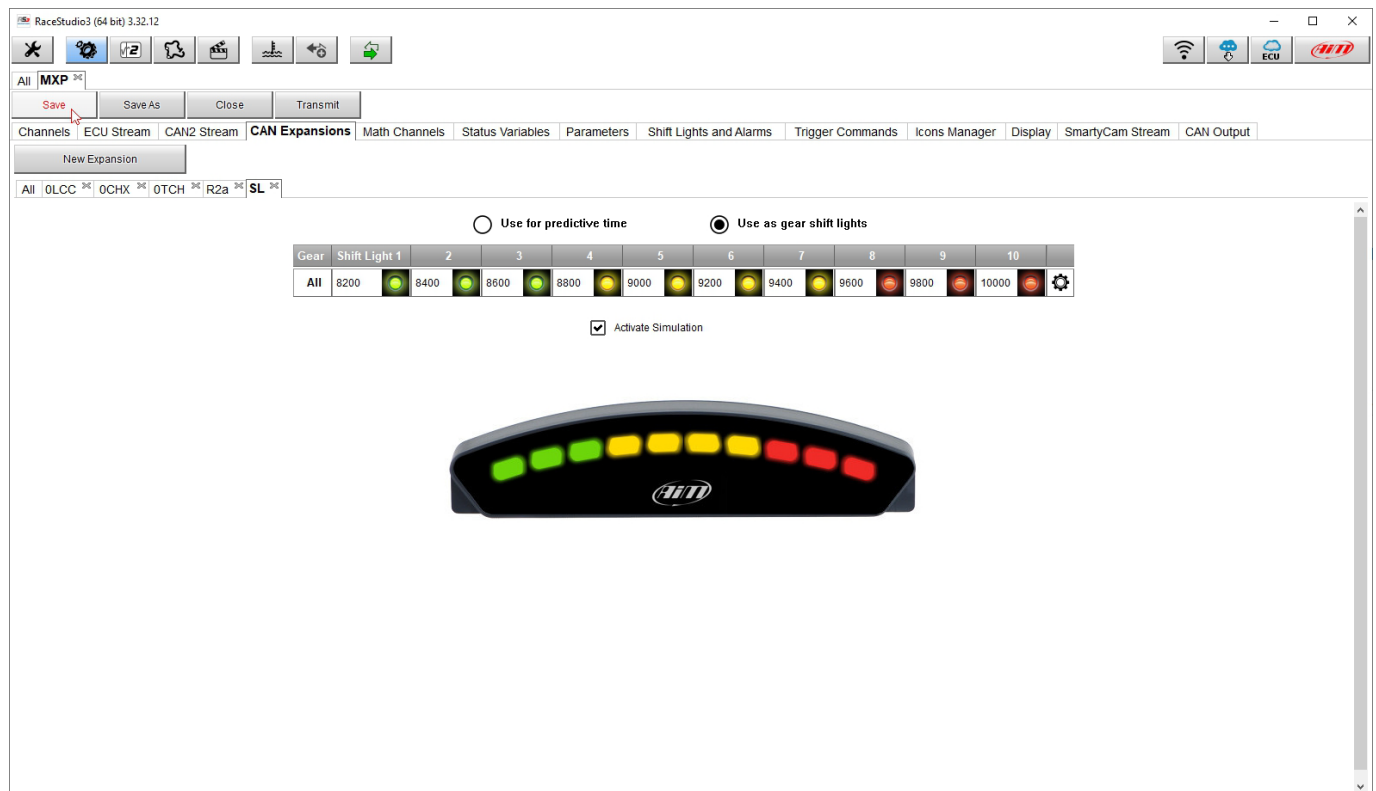 RaceStudio3 (64 bit) 3.32.12
ECU
AiM
All MXP
Save Save As Close Transmit
Channels ECU Stream CAN2 Stream CAN Expansions Math Channels Status Variables Parameters Shift Lights and Alarms Trigger Commands Icons Manager Display SmartyCam Stream CAN Output
New Expansion
All 0LCC 0CHX 0TCH R2a SL
Use for predictive time Use as gear shift lights
Gear Shift Light 1 2 3 4 5 6 7 8 9 10
All 8200 8400 8600 8800 9000 9200 9400 9600 9800 10000
Activate Simulation
AiM